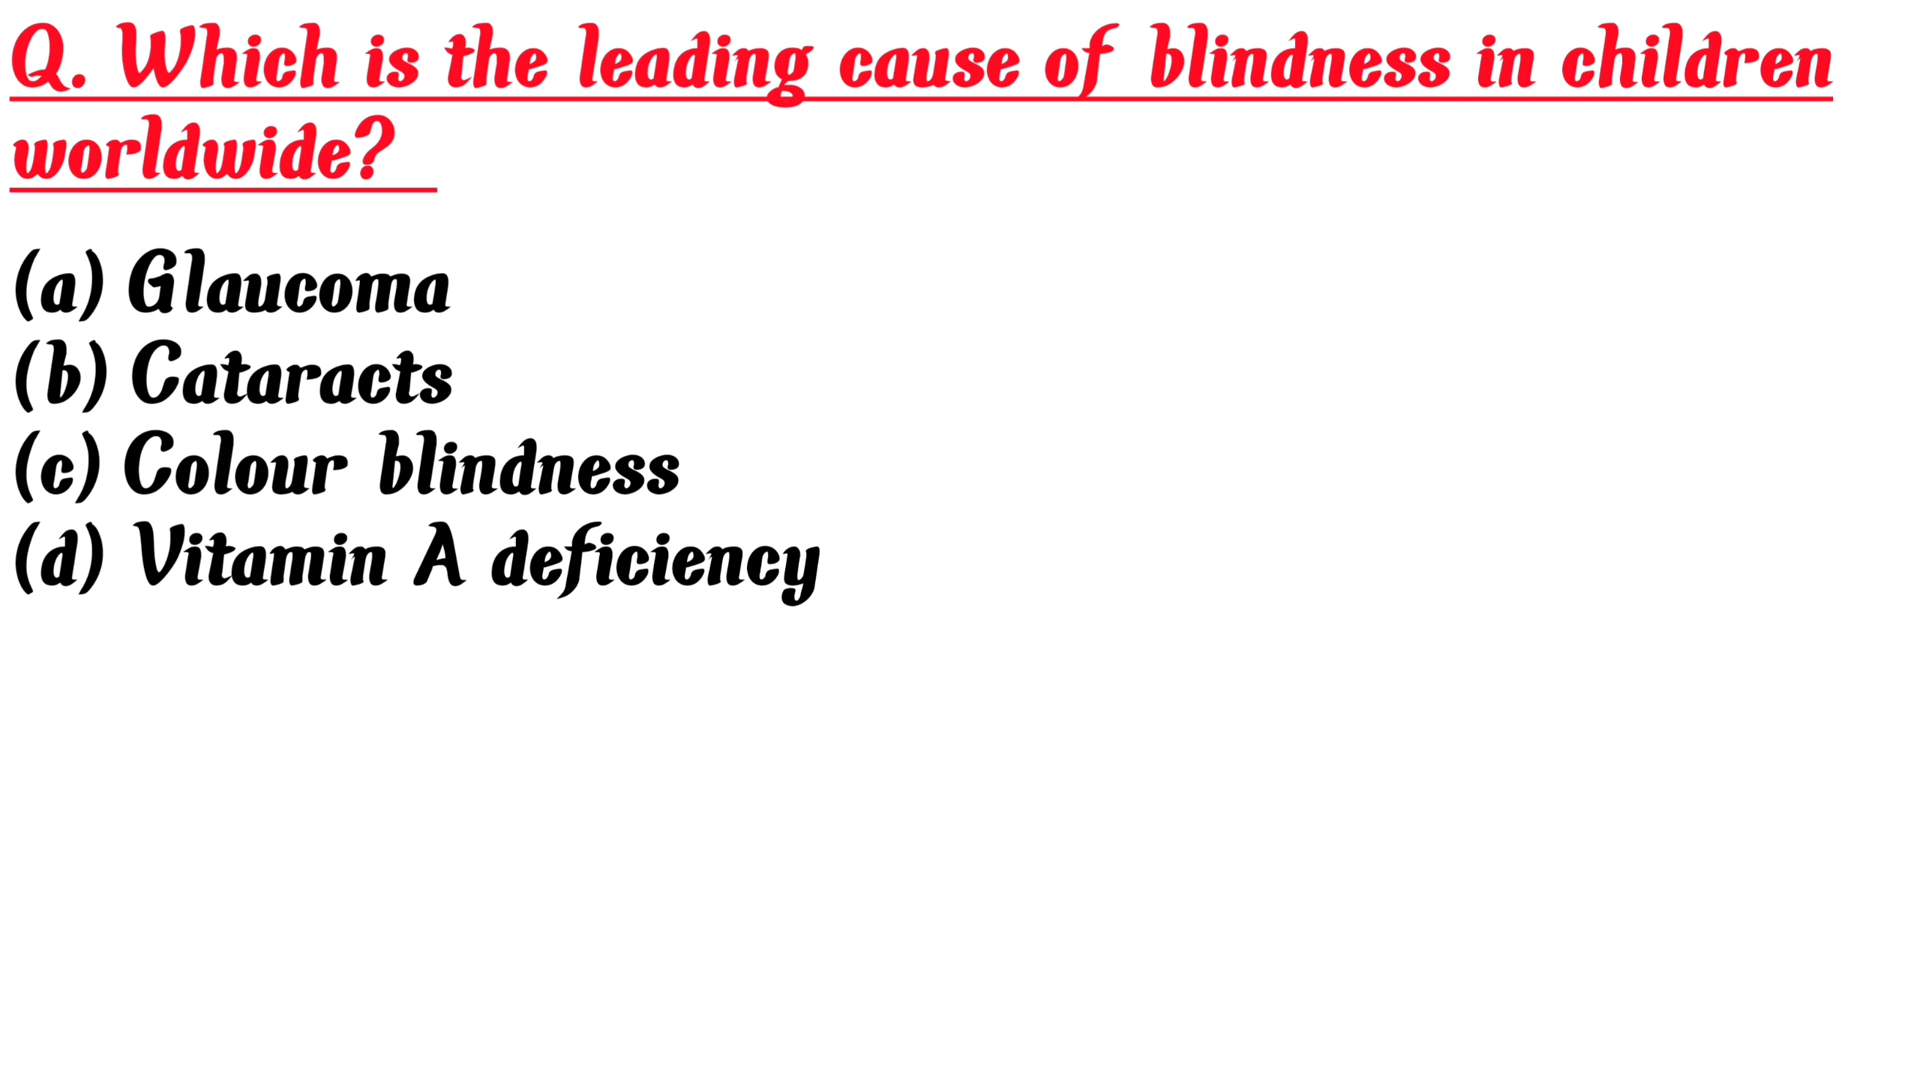 Q. Which is the leading cause of blindness in children
worldwide?
(a) Glaucoma
(b) Cataracts
(c) Colour blindness
(d) Vitamin A deficiency